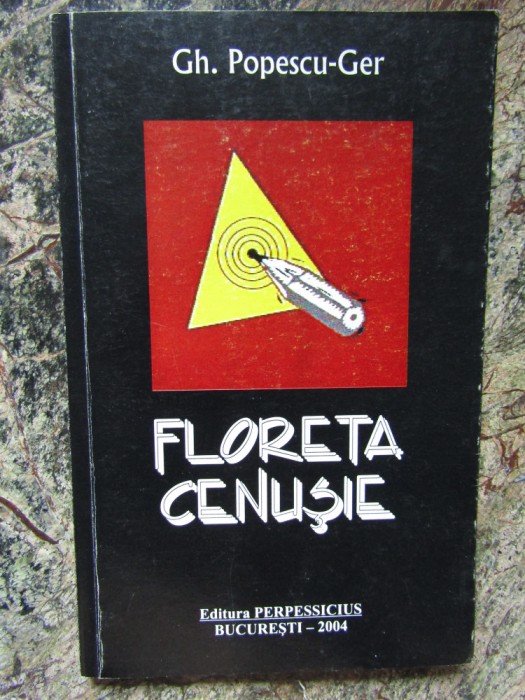 Gh. Popescu-Ger
FLORETA
CENUŞIE
Editura PERPESSICIUS
BUCUREŞTI – 2004